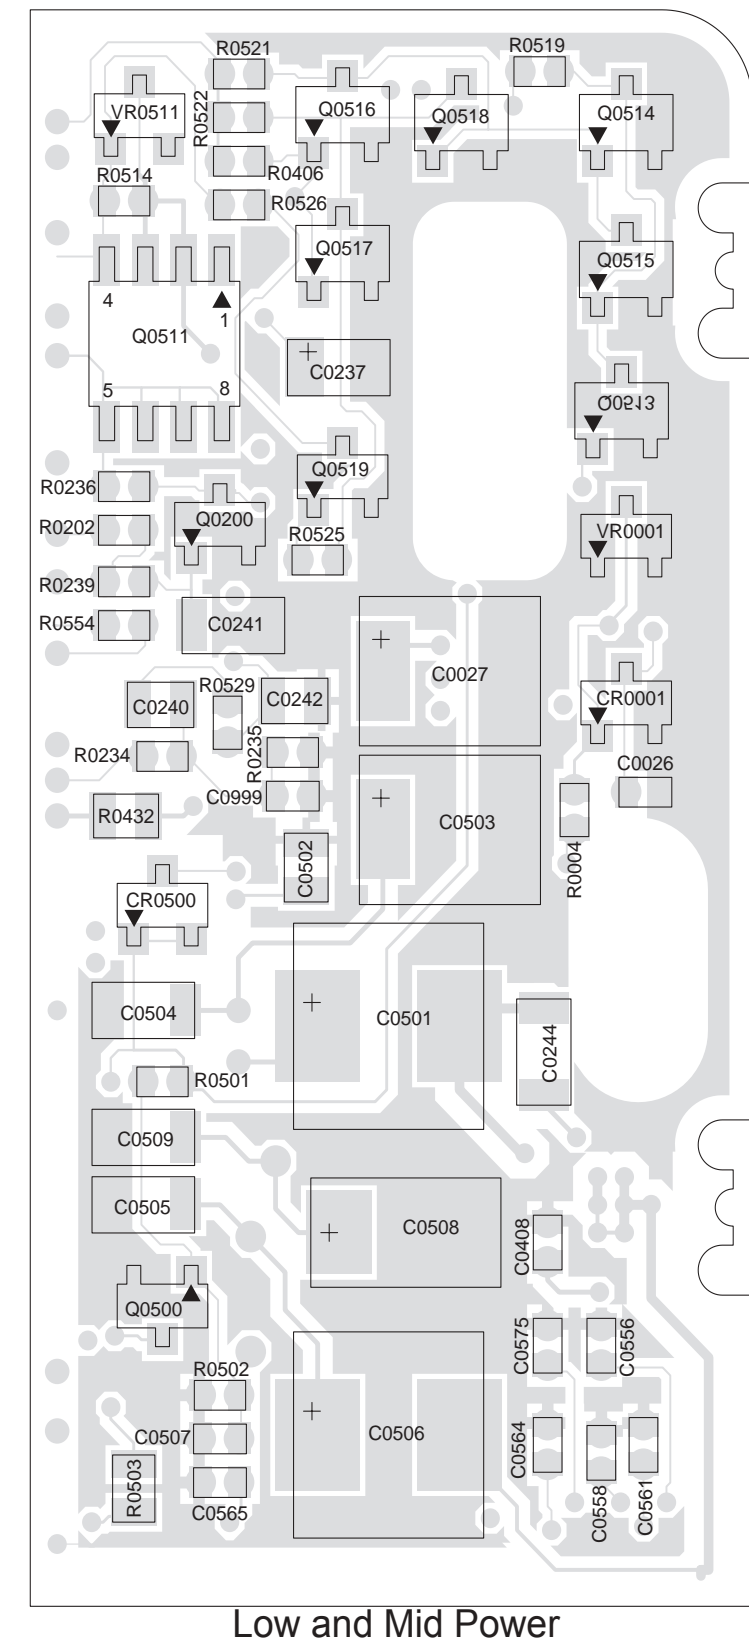 R0521
R0519
VR0511
R0522
Q0516
Q0518
Q0514
R0406
R0514
R0526
Q0517
Q0515
4
1
Q0511
C0237
5
8
Q0513
Q0519
R0236
Q0200
R0202
R0525
VR0001
R0239
R0554
C0241
C0027
R0529
C0242
C0240
CR0001
R0234
R0235
C0026
C0999
R0432
C0503
C0502
R0004
CR0500
C0504
C0501
C0244
R0501
C0509
C0505
C0508
C0408
Q0500
C0575
C0556
R0502
C0507
C0506
C0564
R0503
C0565
C0558
C0561
Low and Mid Power